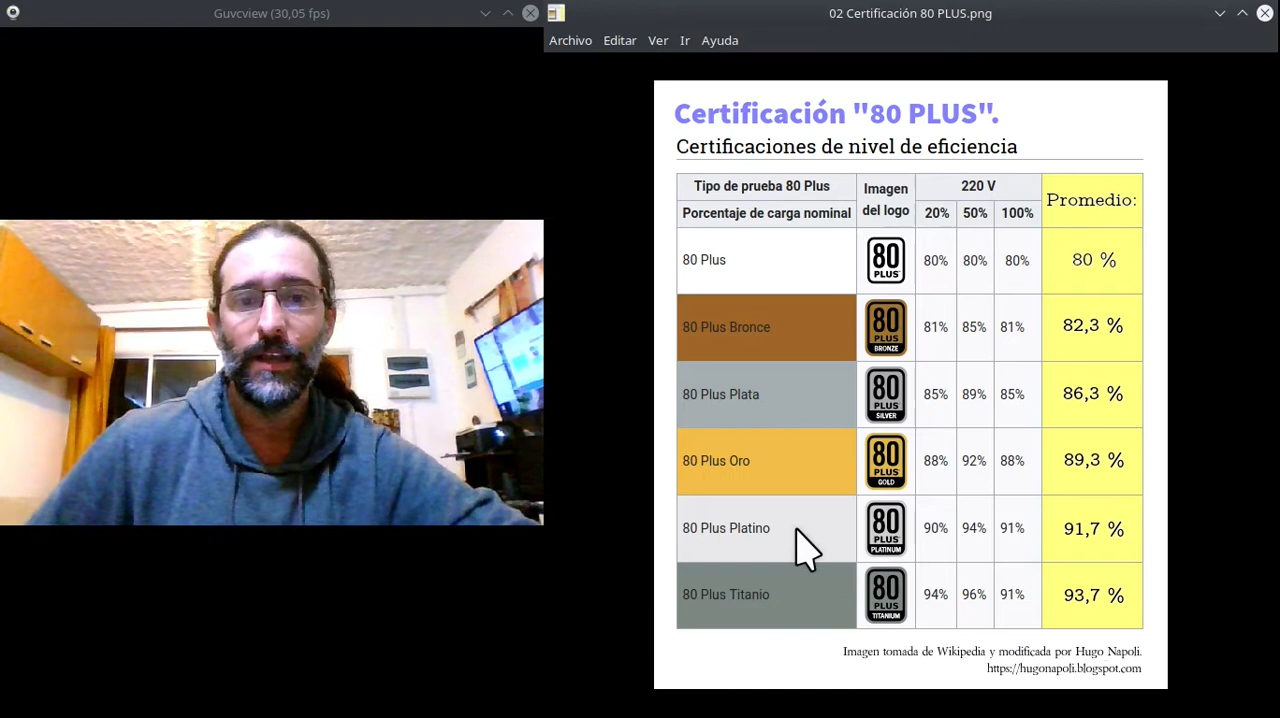 Guvcview (30,05 fps)
02 Certificación 80 PLUS.png
Archivo Editar Ver Ir Ayuda
Certificación "80 PLUS".
Certificaciones de nivel de eficiencia
Tipo de prueba 80 Plus Imagen del logo 220 V Promedio:
Porcentaje de carga nominal 20% 50% 100%
80 Plus 80 PLUS 80% 80% 80% 80 %
80 Plus Bronce 80 PLUS BRONZE 81% 85% 81% 82,3 %
80 Plus Plata 80 PLUS SILVER 85% 89% 85% 86,3 %
80 Plus Oro 80 PLUS GOLD 88% 92% 88% 89,3 %
80 Plus Platino 80 PLUS PLATINUM 90% 94% 91% 91,7 %
80 Plus Titanio 80 PLUS TITANIUM 94% 96% 91% 93,7 %
Imagen tomada de Wikipedia y modificada por Hugo Napoli.
https://hugonapoli.blogspot.com